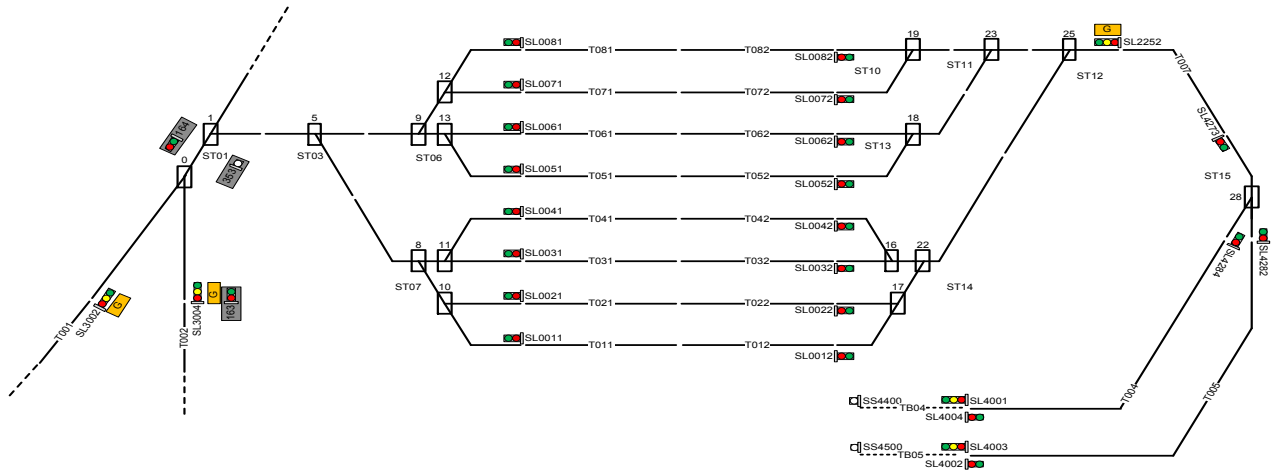 19
23
25
G
SL0081
T081
T082
SL0082
SL2252
ST10
ST11
ST12
T007
12
SL0071
T071
T072
SL0072
164
1
5
9
13
SL0061
T061
T062
SL0062
18
SL4273
ST01
ST03
ST06
ST13
353
0
SL0051
T051
T052
SL0052
ST15
28
SL0041
T041
T042
SL0042
8
11
SL0031
T031
T032
SL0032
16
22
SL4284
SL4282
ST07
10
SL0021
T021
T022
SL0022
17
ST14
SL3002
G
SL3004
G
163
T001
T002
SL0011
T011
T012
SL0012
T004
T005
SS4400
TB04
SL4001
SL4004
SS4500
TB05
SL4003
SL4002